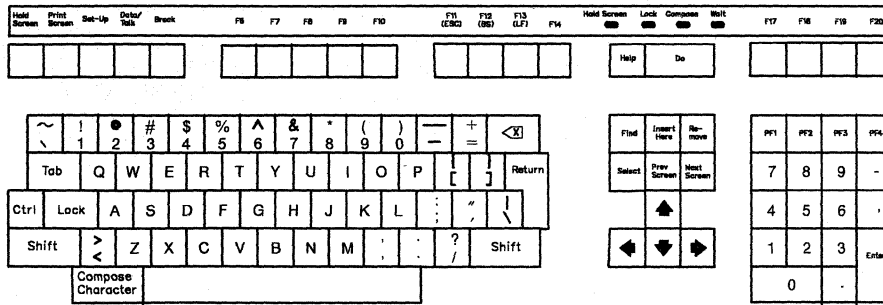 Hold Screen Print Screen Set-Up Data/ Talk Break F6 F7 F8 F9 F10 F11 (ESC) F12 (BS) F13 (LF) F14 Hold Screen Lock Compose Wait F17 F18 F19 F20
Help Do
~ ! @ # $ % ^ & * ( ) — +
\ 1 2 3 4 5 6 7 8 9 0 - = ⌫
Find Insert Here Re- move PF1 PF2 PF3 PF4
Tab Q W E R T Y U I O P { [ } ] Return
Select Prev Screen Next Screen 7 8 9 -
Ctrl Lock A S D F G H J K L : ; " ' | \
4 5 6 ,
Shift > < Z X C V B N M , . ? / Shift
1 2 3 Enter
Compose Character
0 .